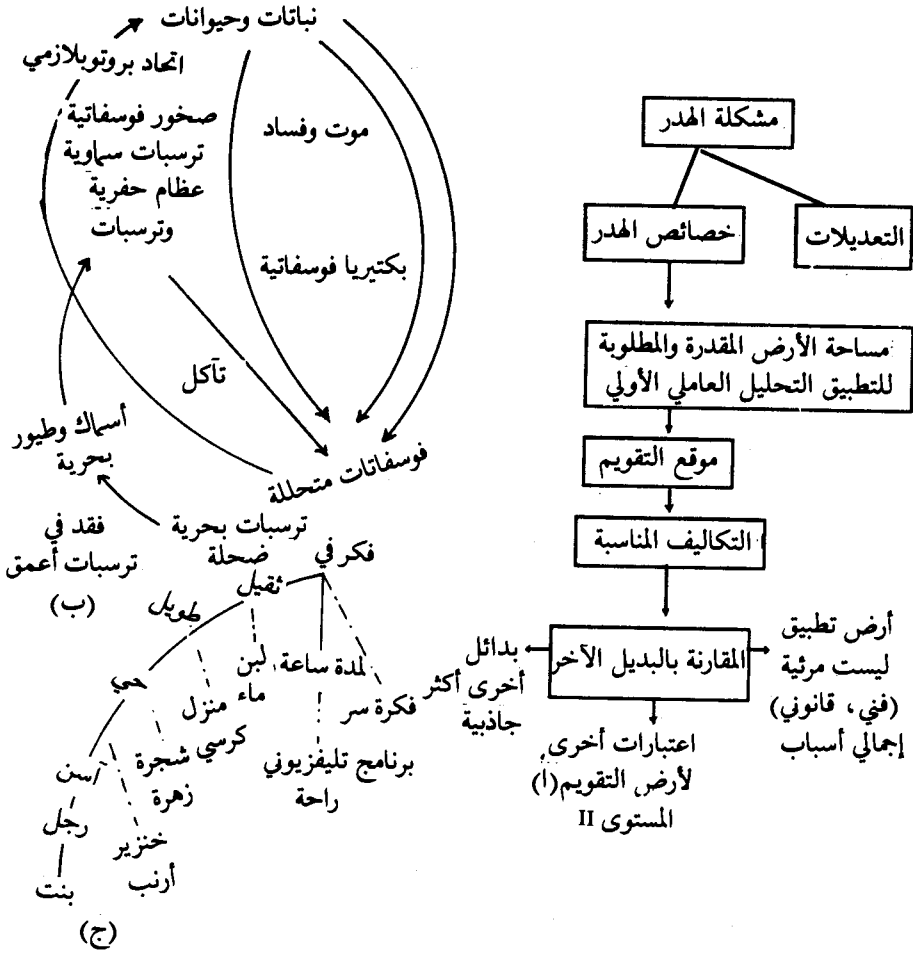 نباتات وحيوانات
اتحاد بروتوبلازمي
صخور فوسفاتية
ترسبات سماوية
عظام حفرية
وترسبات
موت وفساد
بكتيريا فوسفاتية
تآكل
أسماك وطيور
بحرية
فوسفاتات متحللة
ترسبات بحرية
ضحلة
فقد في
ترسبات أعمق
(ب)
مشكلة الهدر
خصائص الهدر
التعديلات
مساحة الأرض المقدرة والمطلوبة
للتطبيق التحليل العاملي الأولي
موقع التقويم
التكاليف المناسبة
المقارنة بالبديل الآخر
أرض تطبيق
ليست مرئية
(فني، قانوني)
إجمالي أسباب
بدائل
أخرى أكثر
جاذبية
اعتبارات أخرى
لأرض التقويم (أ)
المستوى II
فكر في
ثقيل
طويل
حي
سن
رجل
بنت
لمدة ساعة
فكرة سر
برنامج تليفزيوني
راحة
لبن
ماء
منزل
كرسي
شجرة
زهرة
خنزير
أرنب
(ج)